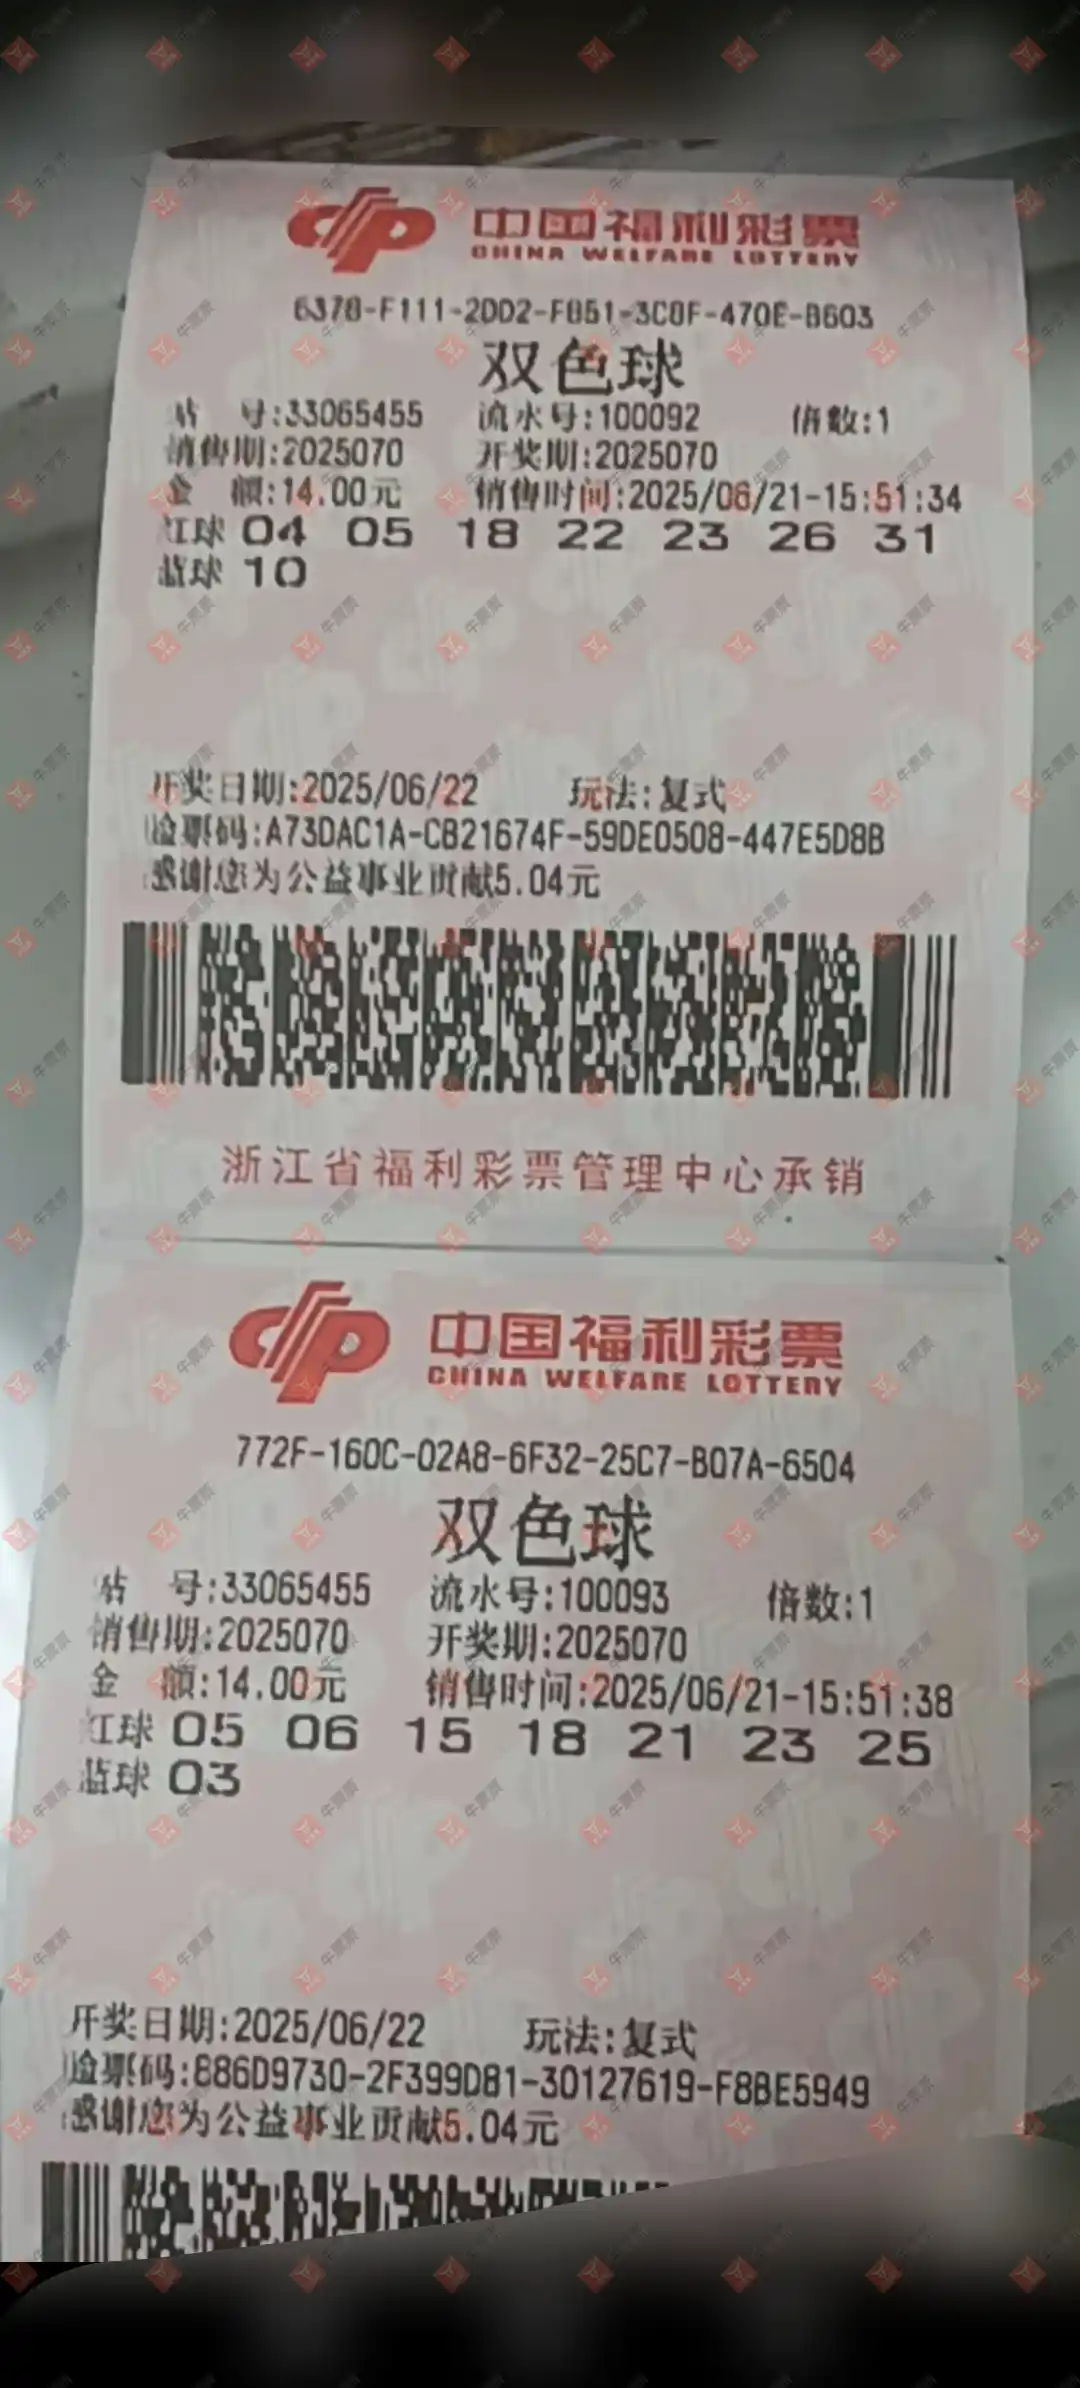 中国福利彩票
CHINA WELFARE LOTTERY
6378-F111-2DD2-F851-3C8F-470E-B603
双色球
站 号:33065455 流水号:100092 倍数:1
销售期:2025070 开奖期:2025070
金 额:14.00元 销售时间:2025/06/21-15:51:34
红球 04 05 18 22 23 26 31
蓝球 10
开奖日期:2025/06/22 玩法:复式
验票码:A73DAC1A-CB21674F-59DE0508-447E5D8B
感谢您为公益事业贡献5.04元
浙江省福利彩票管理中心承销
中国福利彩票
CHINA WELFARE LOTTERY
772F-160C-02A8-6F32-25C7-B07A-6504
双色球
站 号:33065455 流水号:100093 倍数:1
销售期:2025070 开奖期:2025070
金 额:14.00元 销售时间:2025/06/21-15:51:38
红球 05 06 15 18 21 23 25
蓝球 03
开奖日期:2025/06/22 玩法:复式
验票码:886D9730-2F399D81-30127619-F8BE5949
感谢您为公益事业贡献5.04元
牛票票